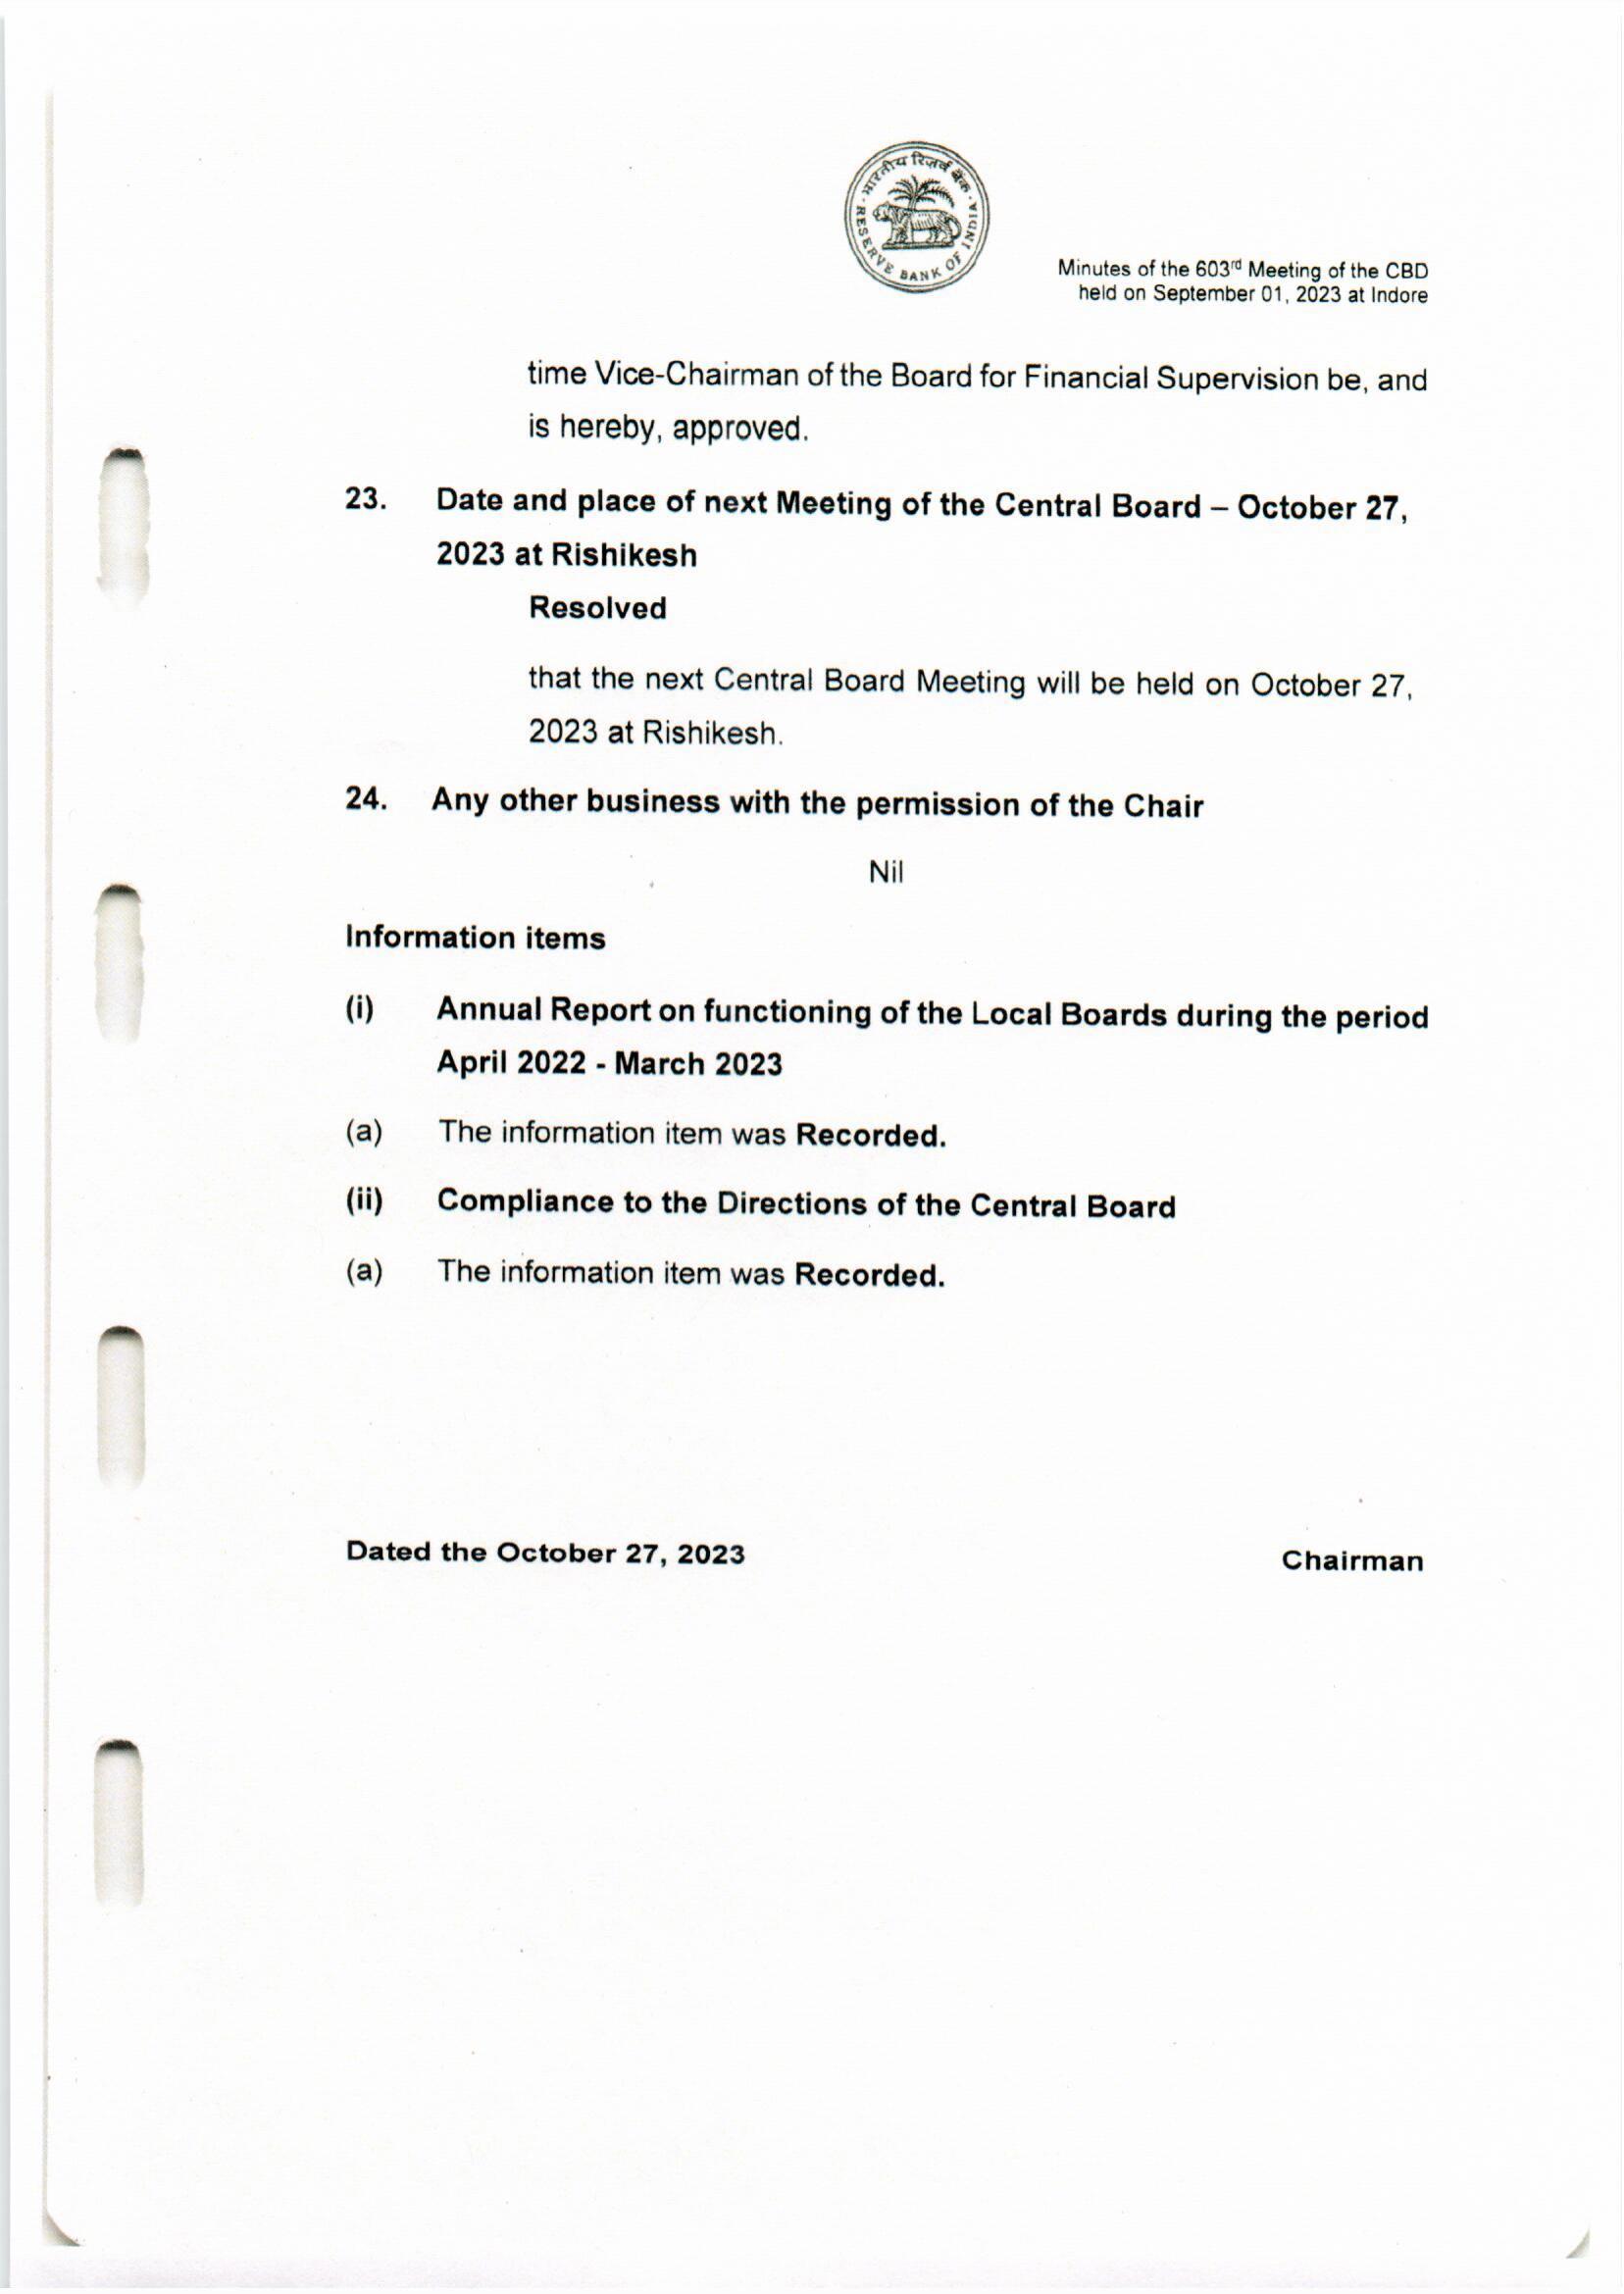 भारतीय रिज़र्व बैंक
RESERVE BANK OF INDIA
Minutes of the 603rd Meeting of the CBD
held on September 01, 2023 at Indore
time Vice-Chairman of the Board for Financial Supervision be, and
is hereby, approved.
23. Date and place of next Meeting of the Central Board – October 27,
2023 at Rishikesh
Resolved
that the next Central Board Meeting will be held on October 27,
2023 at Rishikesh.
24. Any other business with the permission of the Chair
Nil
Information items
(i) Annual Report on functioning of the Local Boards during the period
April 2022 - March 2023
(a) The information item was Recorded.
(ii) Compliance to the Directions of the Central Board
(a) The information item was Recorded.
Dated the October 27, 2023 Chairman